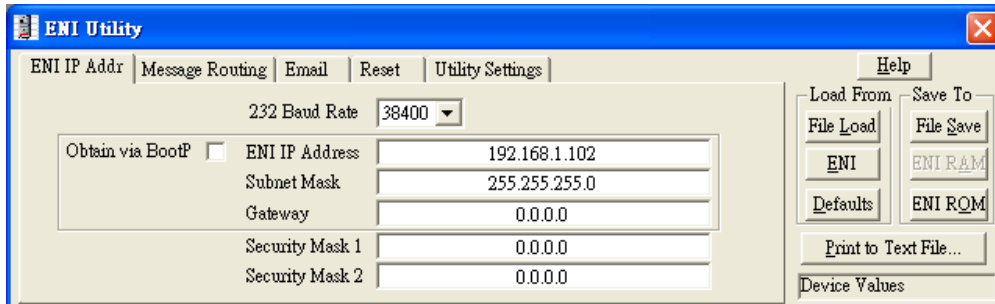 ENI Utility
ENI IP Addr Message Routing Email Reset Utility Settings
Help
232 Baud Rate 38400
Obtain via BootP ENI IP Address 192.168.1.102
Subnet Mask 255.255.255.0
Gateway 0.0.0.0
Security Mask 1 0.0.0.0
Security Mask 2 0.0.0.0
Load From Save To
File Load File Save
ENI ENI RAM
Defaults ENI ROM
Print to Text File...
Device Values